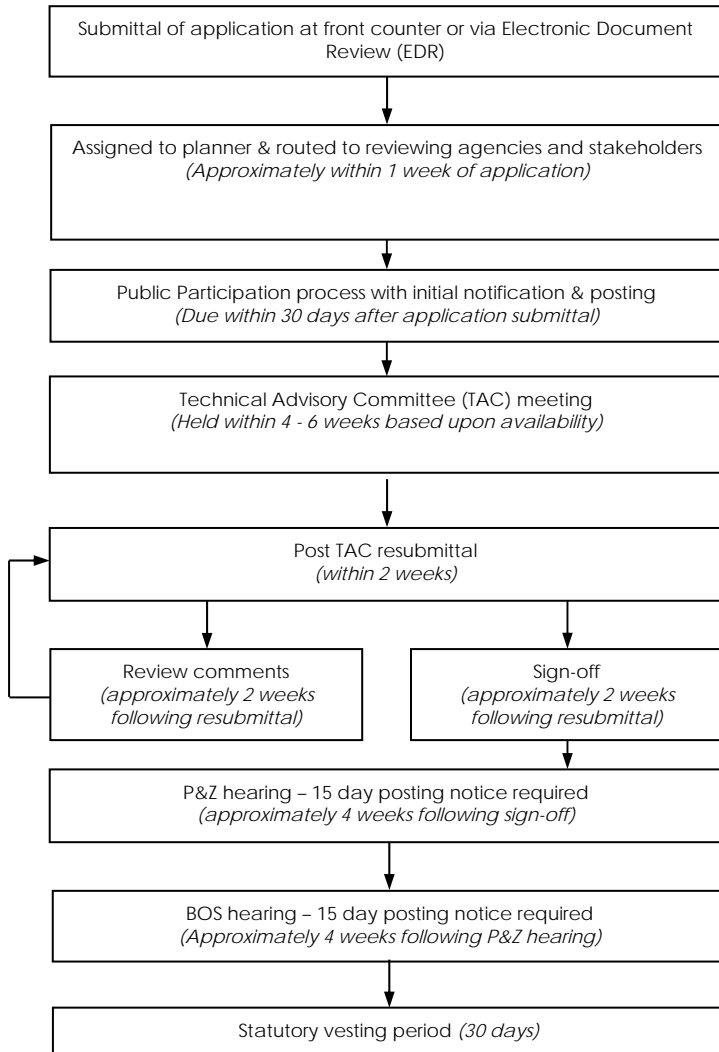 Submittal of application at front counter or via Electronic Document
Review (EDR)
Assigned to planner & routed to reviewing agencies and stakeholders
(Approximately within 1 week of application)
Public Participation process with initial notification & posting
(Due within 30 days after application submittal)
Technical Advisory Committee (TAC) meeting
(Held within 4 - 6 weeks based upon availability)
Post TAC resubmittal
(within 2 weeks)
Review comments
(approximately 2 weeks
following resubmittal)
Sign-off
(approximately 2 weeks
following resubmittal)
P&Z hearing – 15 day posting notice required
(approximately 4 weeks following sign-off)
BOS hearing – 15 day posting notice required
(Approximately 4 weeks following P&Z hearing)
Statutory vesting period (30 days)